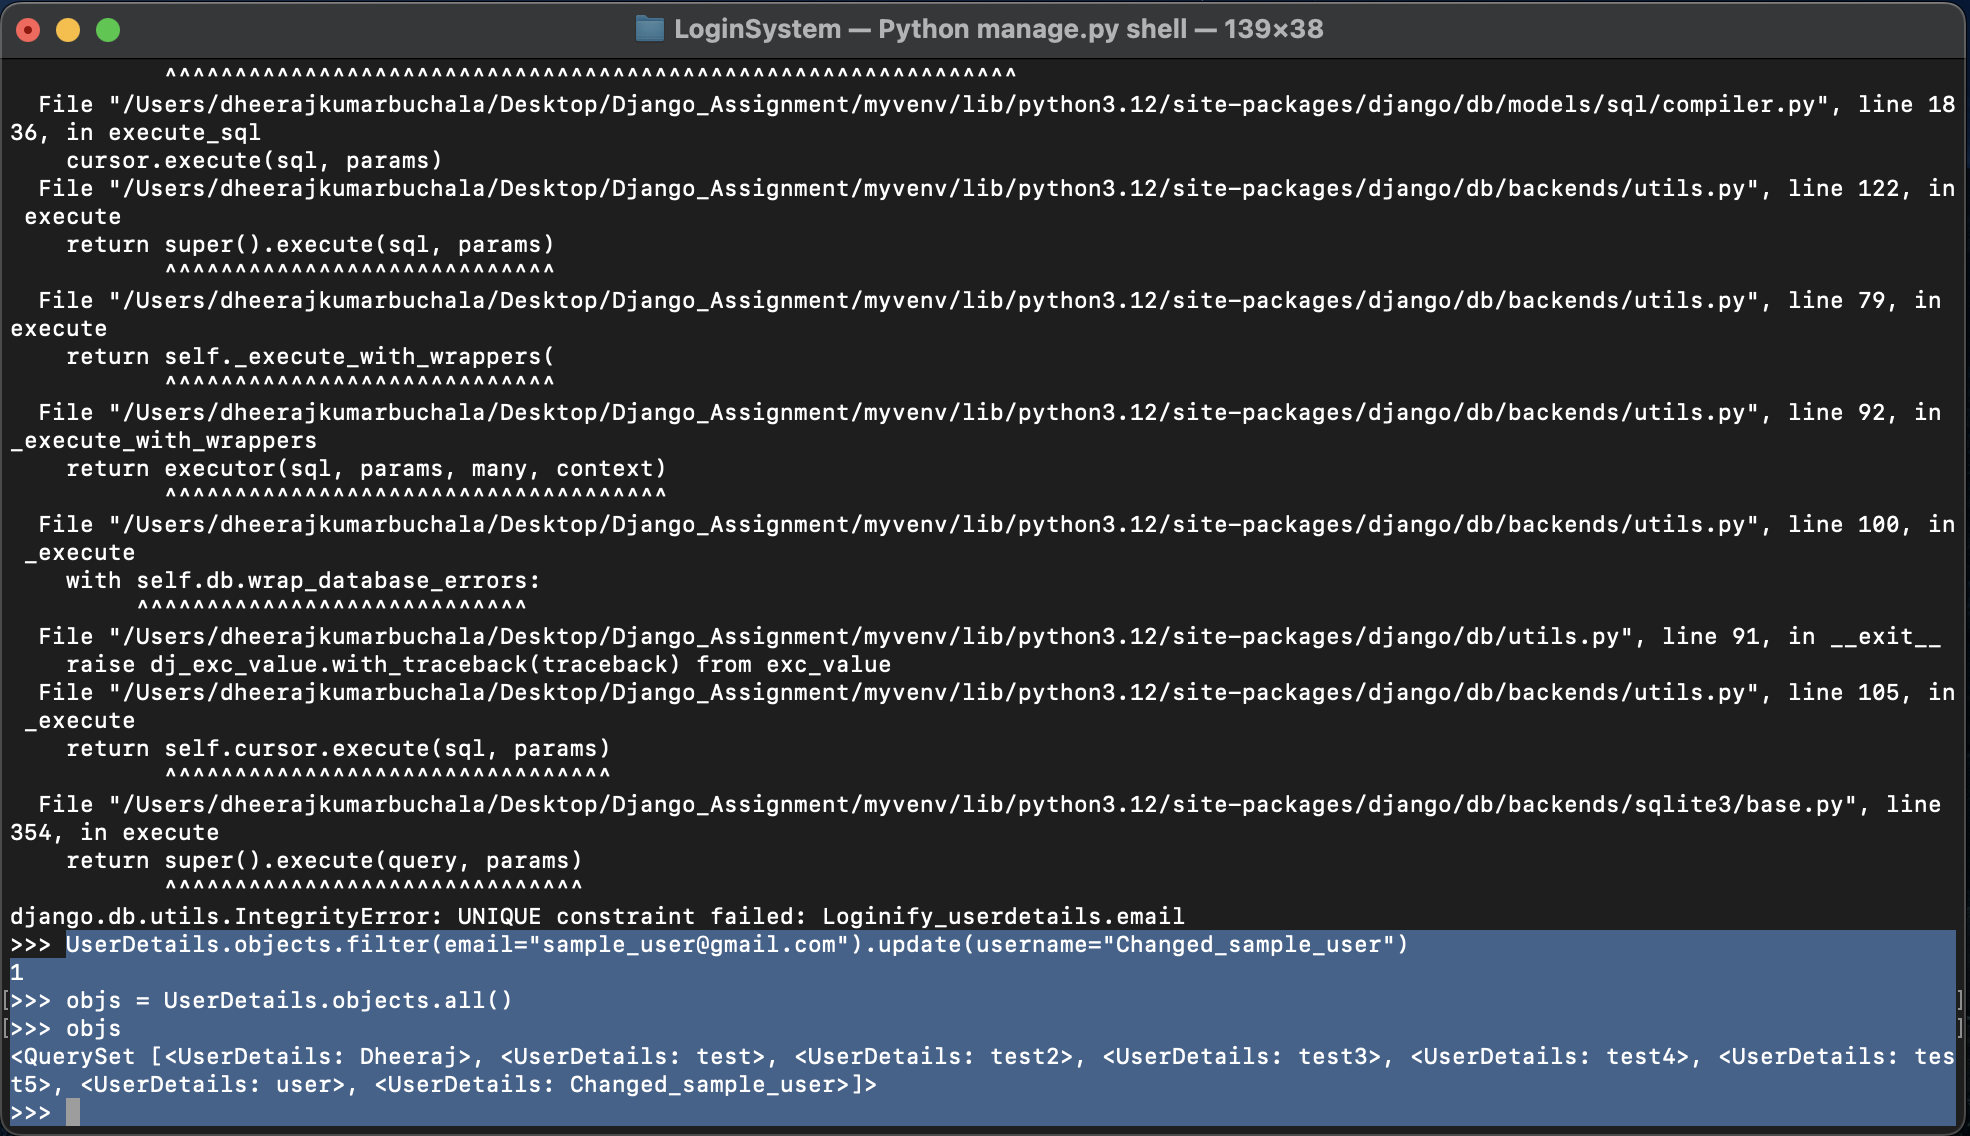 LoginSystem — Python manage.py shell — 139×38
^^^^^^^^^^^^^^^^^^^^^^^^^^^^^^^^^^^^^^^^^^^^^^^^^^^^^^^^^^^^^
  File "/Users/dheerajkumarbuchala/Desktop/Django_Assignment/myvenv/lib/python3.12/site-packages/django/db/models/sql/compiler.py", line 18
36, in execute_sql
    cursor.execute(sql, params)
  File "/Users/dheerajkumarbuchala/Desktop/Django_Assignment/myvenv/lib/python3.12/site-packages/django/db/backends/utils.py", line 122, in
 execute
    return super().execute(sql, params)
           ^^^^^^^^^^^^^^^^^^^^^^^^^^^^
  File "/Users/dheerajkumarbuchala/Desktop/Django_Assignment/myvenv/lib/python3.12/site-packages/django/db/backends/utils.py", line 79, in
execute
    return self._execute_with_wrappers(
           ^^^^^^^^^^^^^^^^^^^^^^^^^^^^
  File "/Users/dheerajkumarbuchala/Desktop/Django_Assignment/myvenv/lib/python3.12/site-packages/django/db/backends/utils.py", line 92, in
_execute_with_wrappers
    return executor(sql, params, many, context)
           ^^^^^^^^^^^^^^^^^^^^^^^^^^^^^^^^^^^^
  File "/Users/dheerajkumarbuchala/Desktop/Django_Assignment/myvenv/lib/python3.12/site-packages/django/db/backends/utils.py", line 100, in
 _execute
    with self.db.wrap_database_errors:
         ^^^^^^^^^^^^^^^^^^^^^^^^^^^^
  File "/Users/dheerajkumarbuchala/Desktop/Django_Assignment/myvenv/lib/python3.12/site-packages/django/db/utils.py", line 91, in __exit__
    raise dj_exc_value.with_traceback(traceback) from exc_value
  File "/Users/dheerajkumarbuchala/Desktop/Django_Assignment/myvenv/lib/python3.12/site-packages/django/db/backends/utils.py", line 105, in
 _execute
    return self.cursor.execute(sql, params)
           ^^^^^^^^^^^^^^^^^^^^^^^^^^^^^^^^
  File "/Users/dheerajkumarbuchala/Desktop/Django_Assignment/myvenv/lib/python3.12/site-packages/django/db/backends/sqlite3/base.py", line
354, in execute
    return super().execute(query, params)
           ^^^^^^^^^^^^^^^^^^^^^^^^^^^^^^
django.db.utils.IntegrityError: UNIQUE constraint failed: Loginify_userdetails.email
>>> UserDetails.objects.filter(email="sample_user@gmail.com").update(username="Changed_sample_user")
1
[>>> objs = UserDetails.objects.all() ]
[>>> objs ]
<QuerySet [<UserDetails: Dheeraj>, <UserDetails: test>, <UserDetails: test2>, <UserDetails: test3>, <UserDetails: test4>, <UserDetails: tes
t5>, <UserDetails: user>, <UserDetails: Changed_sample_user>]>
>>>